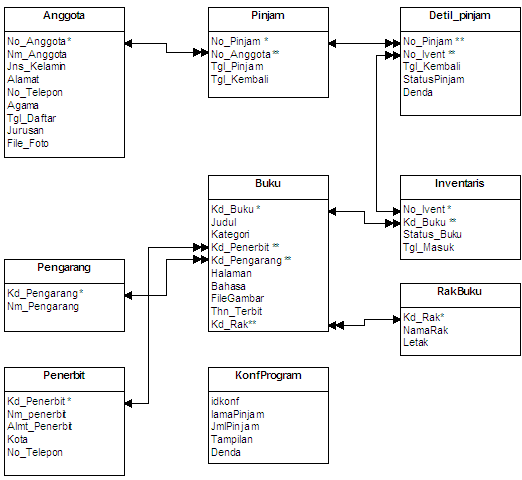 Anggota
No_Anggota*
Nm_Anggota
Jns_Kelamin
Alamat
No_Telepon
Agama
Tgl_Daftar
Jurusan
File_Foto
Pinjam
No_Pinjam *
No_Anggota**
Tgl_Pinjam
Tgl_Kembali
Detil_pinjam
No_Pinjam **
No_Ivent **
Tgl_Kembali
StatusPinjam
Denda
Buku
Kd_Buku *
Judul
Kategori
Kd_Penerbit **
Kd_Pengarang **
Halaman
Bahasa
FileGambar
Thn_Terbit
Kd_Rak**
Inventaris
No_Ivent *
Kd_Buku **
Status_Buku
Tgl_Masuk
Pengarang
Kd_Pengarang*
Nm_Pengarang
RakBuku
Kd_Rak*
NamaRak
Letak
Penerbit
Kd_Penerbit*
Nm_penerbit
Almt_Penerbit
Kota
No_Telepon
KonfProgram
idkonf
lamaPinjam
JmlPinjam
Tampilan
Denda